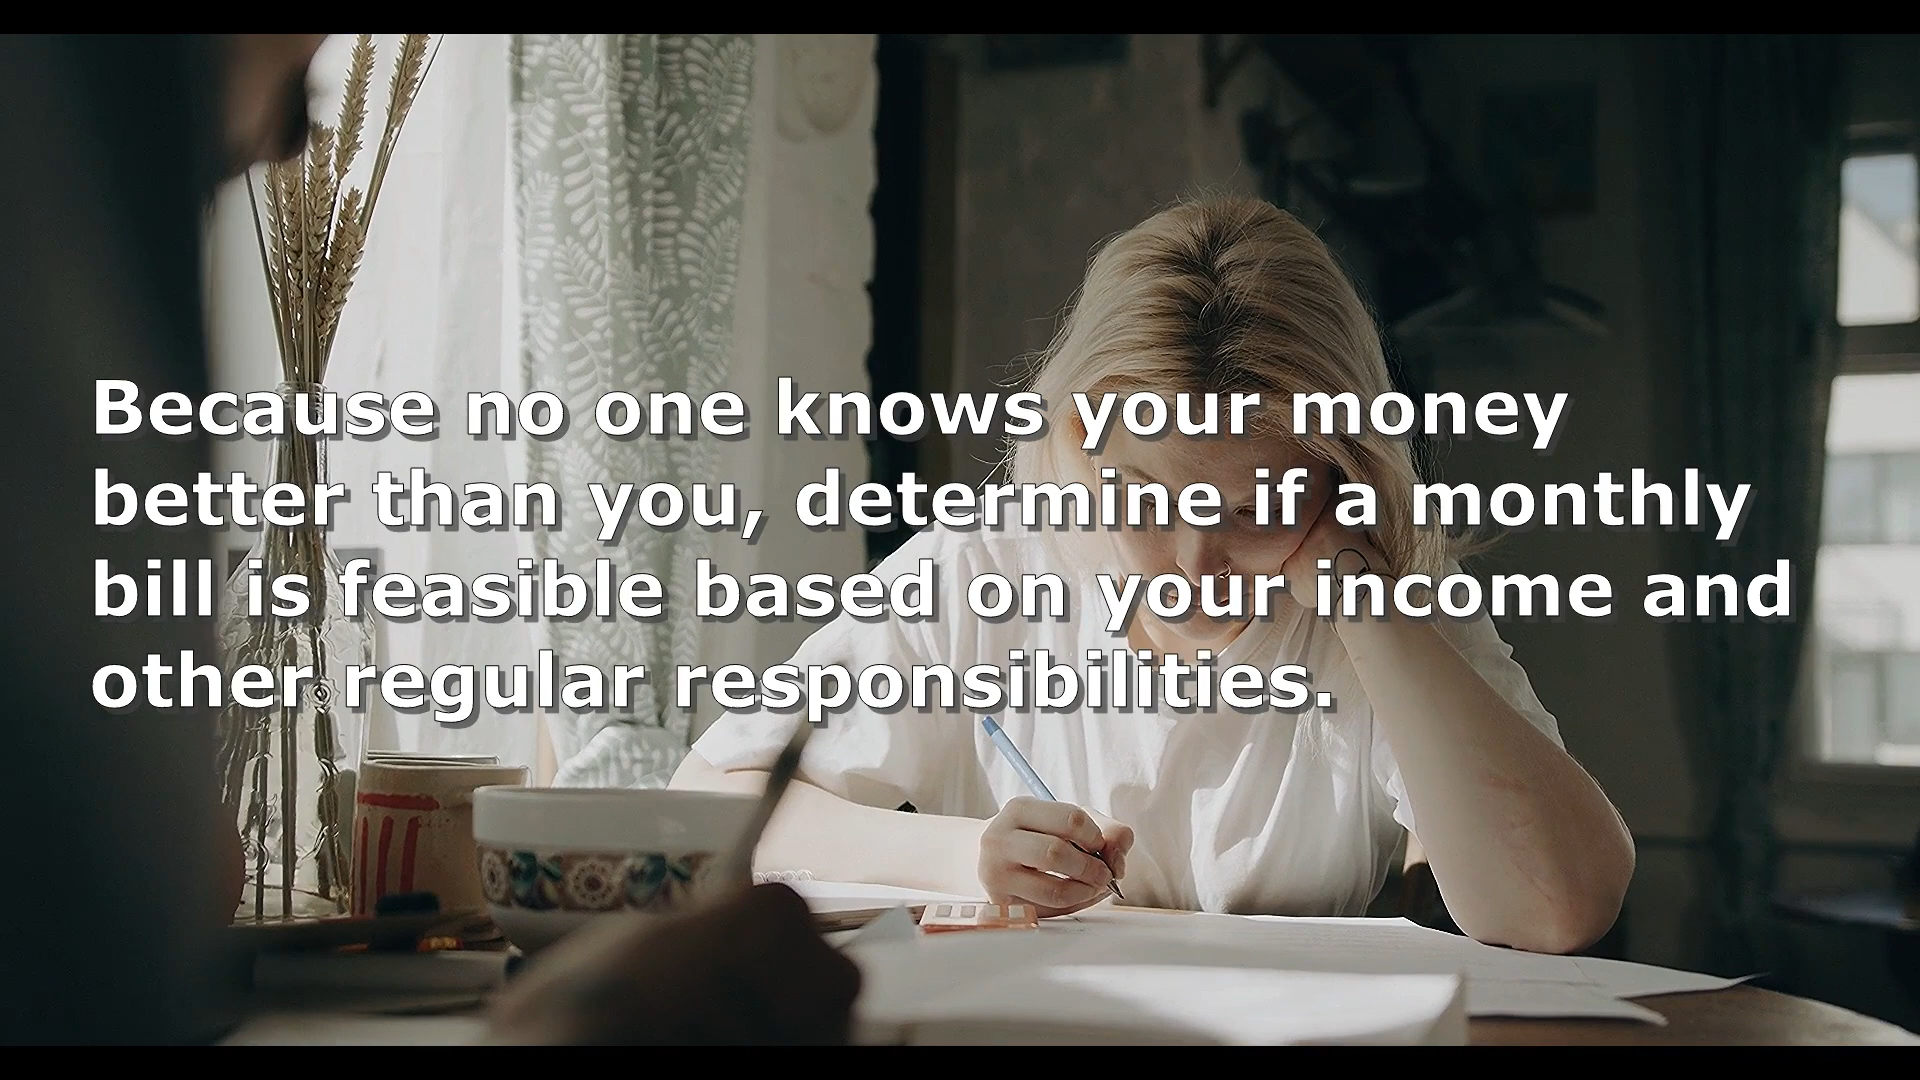 Because no one knows your money
better than you, determine if a monthly
bill is feasible based on your income and
other regular responsibilities.